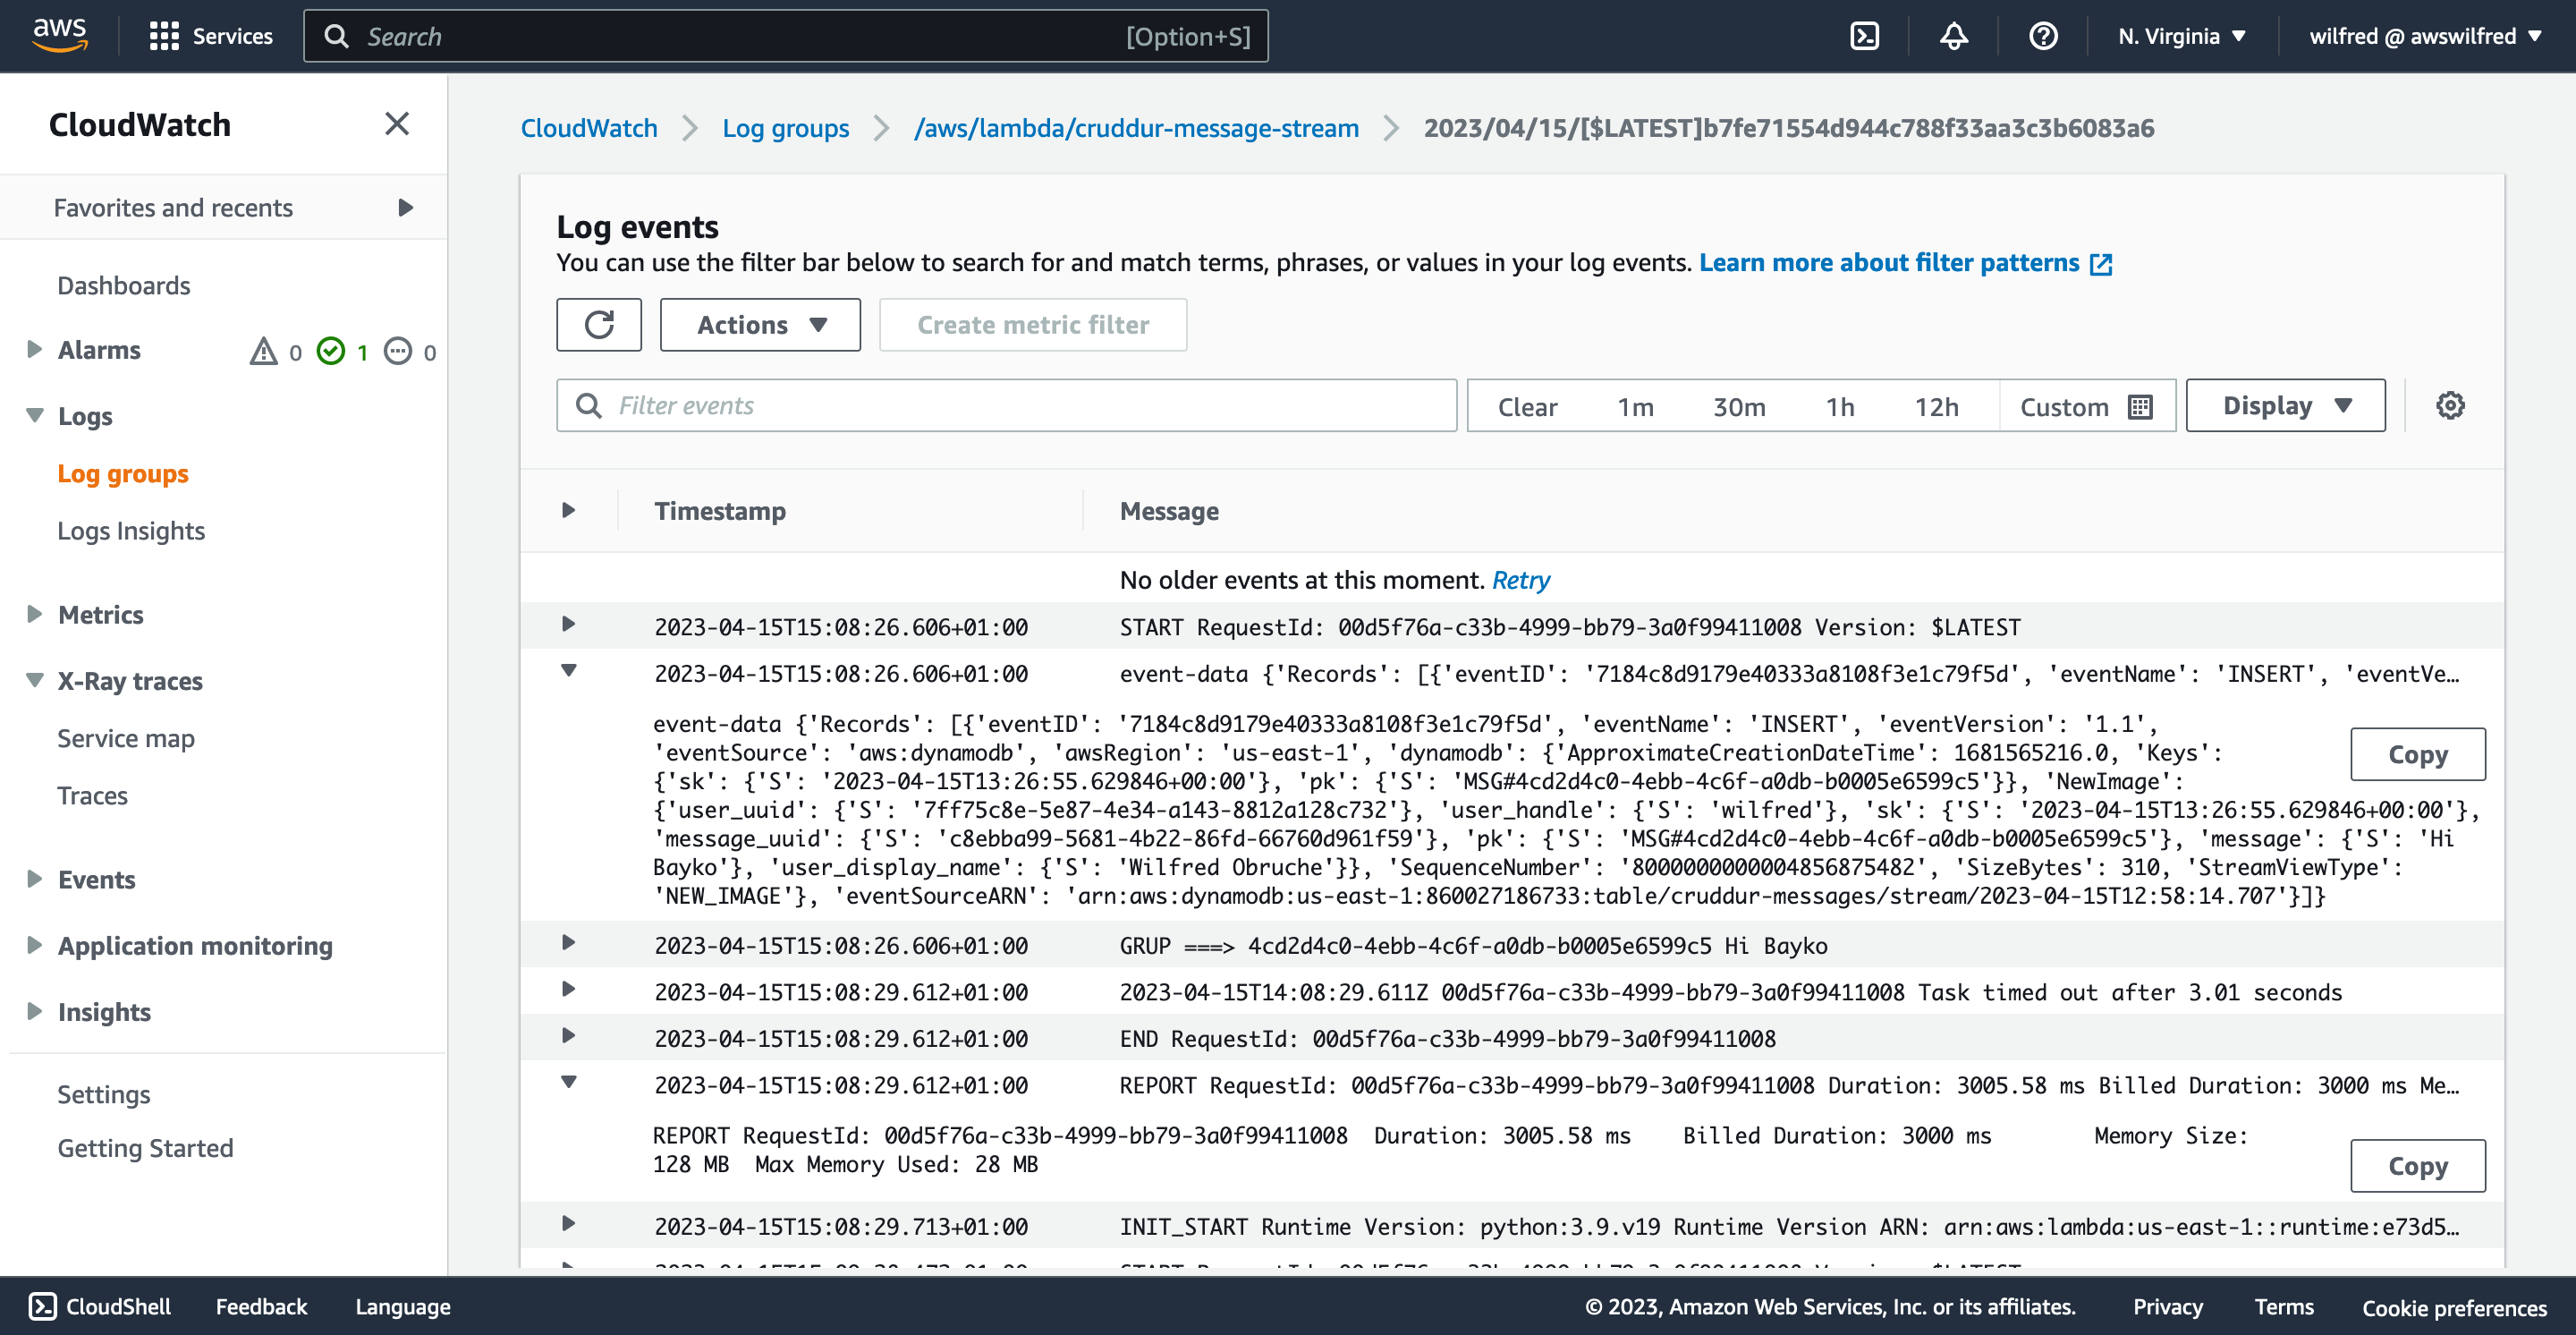 aws
Services
Search
[Option+S]
N. Virginia
wilfred @ awswilfred
CloudWatch
Favorites and recents
Dashboards
Alarms 0 1 0
Logs
Log groups
Logs Insights
Metrics
X-Ray traces
Service map
Traces
Events
Application monitoring
Insights
Settings
Getting Started
CloudWatch
Log groups
/aws/lambda/cruddur-message-stream
2023/04/15/[$LATEST]b7fe71554d944c788f33aa3c3b6083a6
Log events
You can use the filter bar below to search for and match terms, phrases, or values in your log events. Learn more about filter patterns
Actions
Create metric filter
Filter events
Clear 1m 30m 1h 12h Custom
Display
Timestamp Message
No older events at this moment. Retry
2023-04-15T15:08:26.606+01:00 START RequestId: 00d5f76a-c33b-4999-bb79-3a0f99411008 Version: $LATEST
2023-04-15T15:08:26.606+01:00 event-data {'Records': [{'eventID': '7184c8d9179e40333a8108f3e1c79f5d', 'eventName': 'INSERT', 'eventVe…
event-data {'Records': [{'eventID': '7184c8d9179e40333a8108f3e1c79f5d', 'eventName': 'INSERT', 'eventVersion': '1.1',
'eventSource': 'aws:dynamodb', 'awsRegion': 'us-east-1', 'dynamodb': {'ApproximateCreationDateTime': 1681565216.0, 'Keys':
{'sk': {'S': '2023-04-15T13:26:55.629846+00:00'}, 'pk': {'S': 'MSG#4cd2d4c0-4ebb-4c6f-a0db-b0005e6599c5'}}, 'NewImage':
{'user_uuid': {'S': '7ff75c8e-5e87-4e34-a143-8812a128c732'}, 'user_handle': {'S': 'wilfred'}, 'sk': {'S': '2023-04-15T13:26:55.629846+00:00'},
'message_uuid': {'S': 'c8ebba99-5681-4b22-86fd-66760d961f59'}, 'pk': {'S': 'MSG#4cd2d4c0-4ebb-4c6f-a0db-b0005e6599c5'}, 'message': {'S': 'Hi
Bayko'}, 'user_display_name': {'S': 'Wilfred Obruche'}}, 'SequenceNumber': '8000000000004856875482', 'SizeBytes': 310, 'StreamViewType':
'NEW_IMAGE'}, 'eventSourceARN': 'arn:aws:dynamodb:us-east-1:860027186733:table/cruddur-messages/stream/2023-04-15T12:58:14.707'}]}
Copy
2023-04-15T15:08:26.606+01:00 GRUP ===> 4cd2d4c0-4ebb-4c6f-a0db-b0005e6599c5 Hi Bayko
2023-04-15T15:08:29.612+01:00 2023-04-15T14:08:29.611Z 00d5f76a-c33b-4999-bb79-3a0f99411008 Task timed out after 3.01 seconds
2023-04-15T15:08:29.612+01:00 END RequestId: 00d5f76a-c33b-4999-bb79-3a0f99411008
2023-04-15T15:08:29.612+01:00 REPORT RequestId: 00d5f76a-c33b-4999-bb79-3a0f99411008 Duration: 3005.58 ms Billed Duration: 3000 ms Me…
REPORT RequestId: 00d5f76a-c33b-4999-bb79-3a0f99411008 Duration: 3005.58 ms Billed Duration: 3000 ms Memory Size:
128 MB Max Memory Used: 28 MB
Copy
2023-04-15T15:08:29.713+01:00 INIT_START Runtime Version: python:3.9.v19 Runtime Version ARN: arn:aws:lambda:us-east-1::runtime:e73d5…
CloudShell
Feedback
Language
© 2023, Amazon Web Services, Inc. or its affiliates.
Privacy
Terms
Cookie preferences